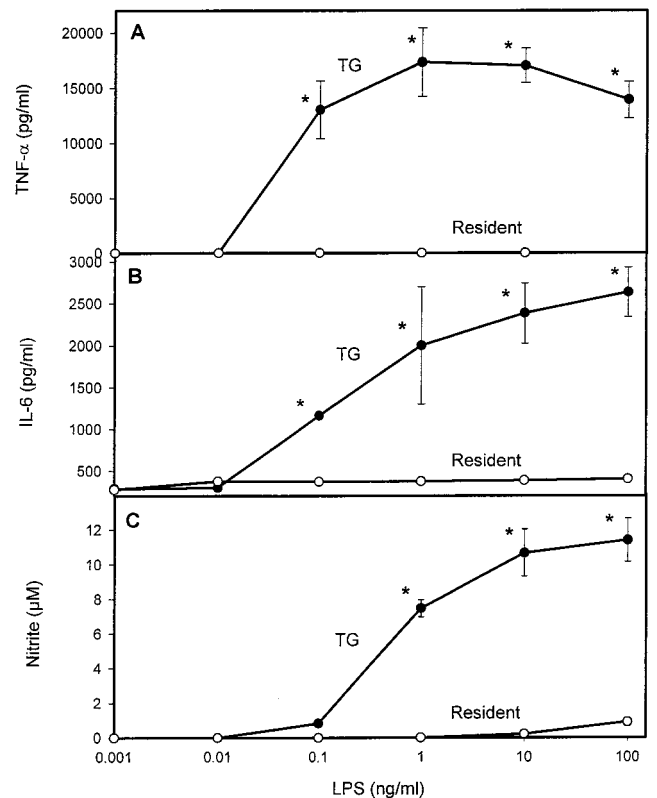 A
20000
15000
10000
5000
0
TNF-α (pg/ml)
TG
Resident
* * * *
B
3000
2500
2000
1500
1000
500
IL-6 (pg/ml)
TG
Resident
* * * *
C
12
10
8
6
4
2
0
Nitrite (µM)
TG
Resident
* * *
0.001 0.01 0.1 1 10 100
LPS (ng/ml)